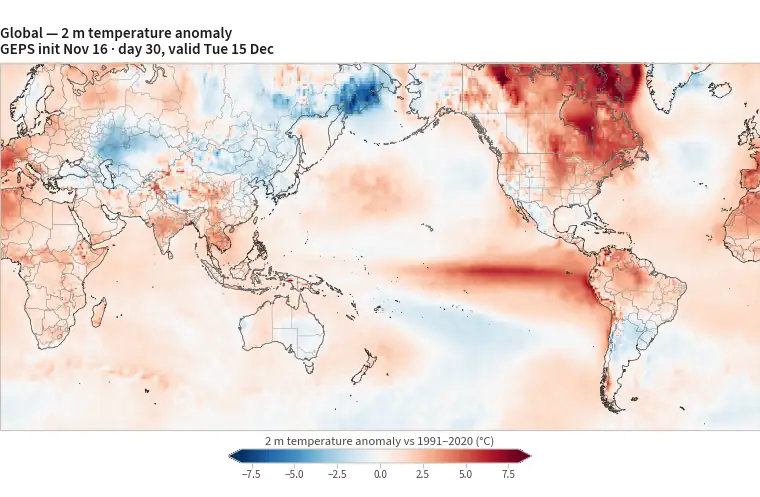 Global — 2 m temperature anomaly
GEPS init Nov 16 · day 30, valid Tue 15 Dec
2 m temperature anomaly vs 1991–2020 (°C)
−7.5 −5.0 −2.5 0.0 2.5 5.0 7.5